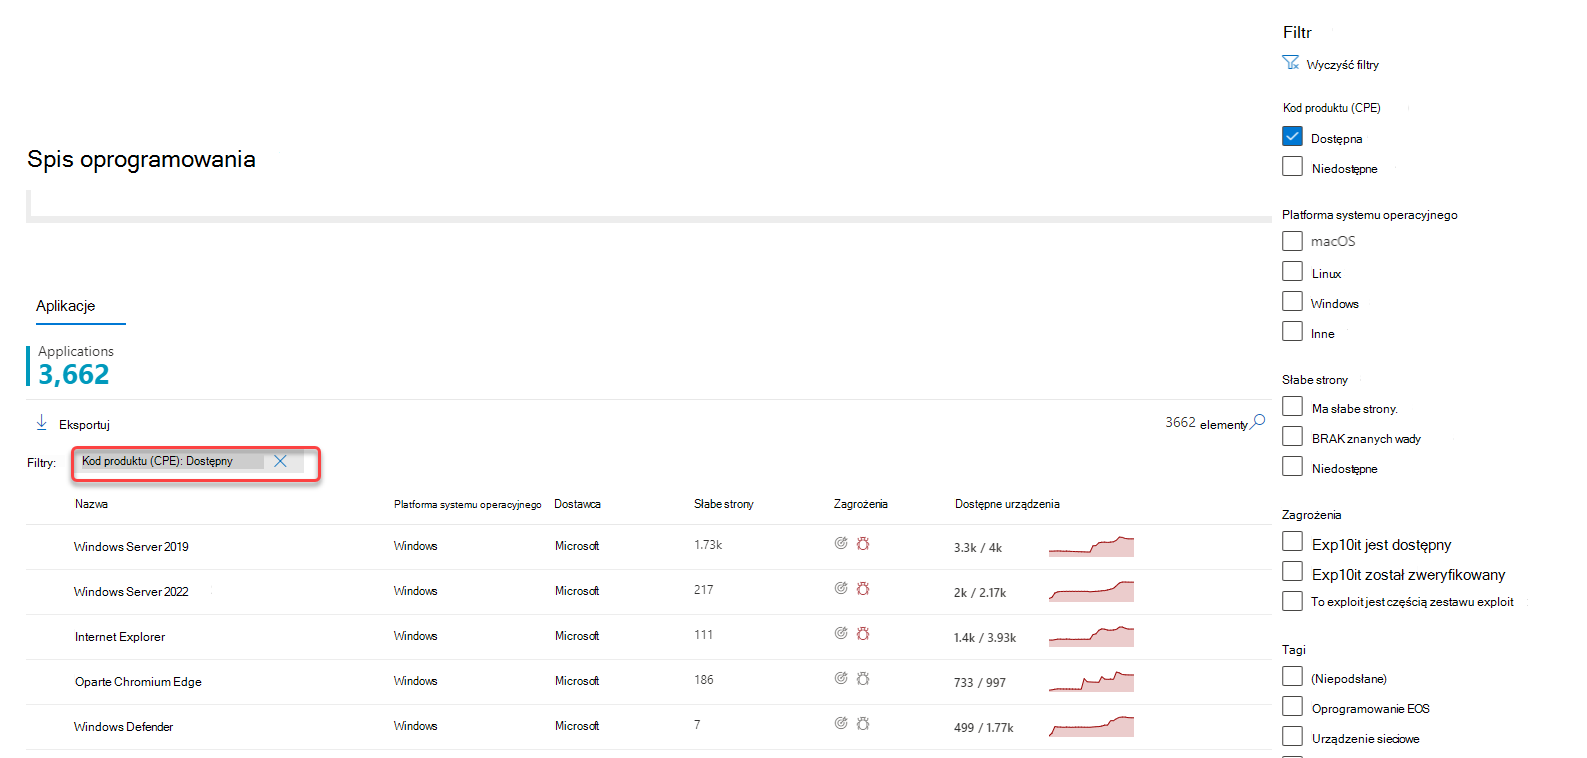 Spis oprogramowania
Aplikacje
Applications
3,662
Eksportuj
3662 elementy
Filtry: Kod produktu (CPE): Dostępny
Nazwa Platforma systemu operacyjnego Dostawca Słabe strony Zagrożenia Dostępne urządzenia
Windows Server 2019 Windows Microsoft 1.73k 3.3k / 4k
Windows Server 2022 Windows Microsoft 217 2k / 2.17k
Internet Explorer Windows Microsoft 111 1.4k / 3.93k
Oparte Chromium Edge Windows Microsoft 186 733 / 997
Windows Defender Windows Microsoft 7 499 / 1.77k
Filtr
Wyczyść filtry
Kod produktu (CPE)
Dostępna
Niedostępne
Platforma systemu operacyjnego
macOS
Linux
Windows
Inne
Słabe strony
Ma słabe strony.
BRAK znanych wady
Niedostępne
Zagrożenia
Exp10it jest dostępny
Exp10it został zweryfikowany
To exploit jest częścią zestawu exploit
Tagi
(Niepodsłane)
Oprogramowanie EOS
Urządzenie sieciowe